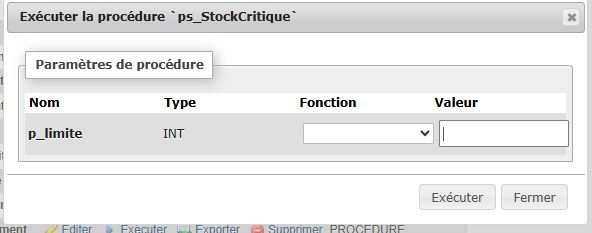 Exécuter la procédure `ps_StockCritique`
Paramètres de procédure
Nom Type Fonction Valeur
p_limite INT
Exécuter Fermer
Éditer Exécuter Exporter Supprimer PROCEDURE